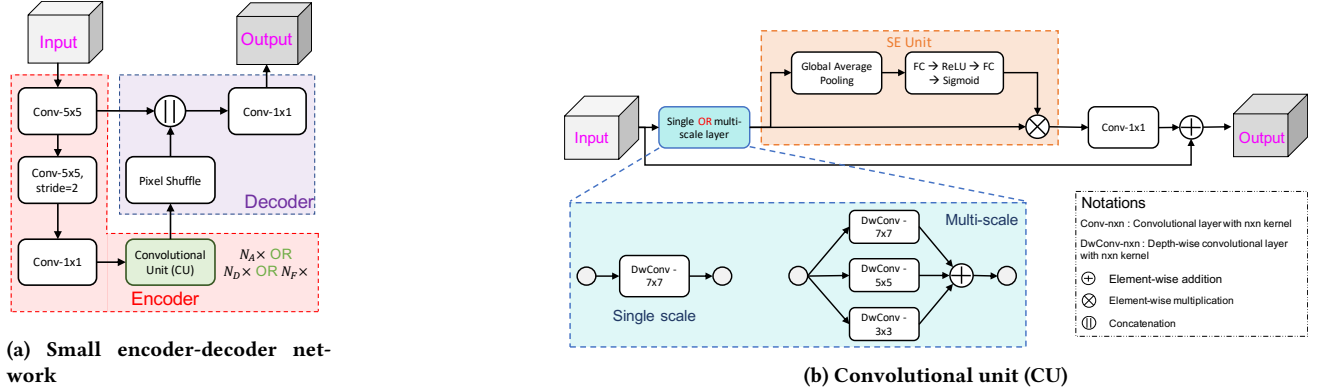 Input
Output
Conv-5x5
||
Conv-1x1
Conv-5x5,
stride=2
Pixel Shuffle
Decoder
Conv-1x1
Convolutional
Unit (CU)
N_A× OR
N_D× OR N_F×
Encoder
(a) Small encoder-decoder net-
work
SE Unit
Global Average
Pooling
FC → ReLU → FC
→ Sigmoid
Input
Single OR multi-
scale layer
Conv-1x1
Output
Multi-scale
DwConv -
7x7
DwConv -
7x7
DwConv -
5x5
DwConv -
3x3
Single scale
Notations
Conv-nxn : Convolutional layer with nxn kernel
DwConv-nxn : Depth-wise convolutional layer
with nxn kernel
Element-wise addition
Element-wise multiplication
Concatenation
(b) Convolutional unit (CU)